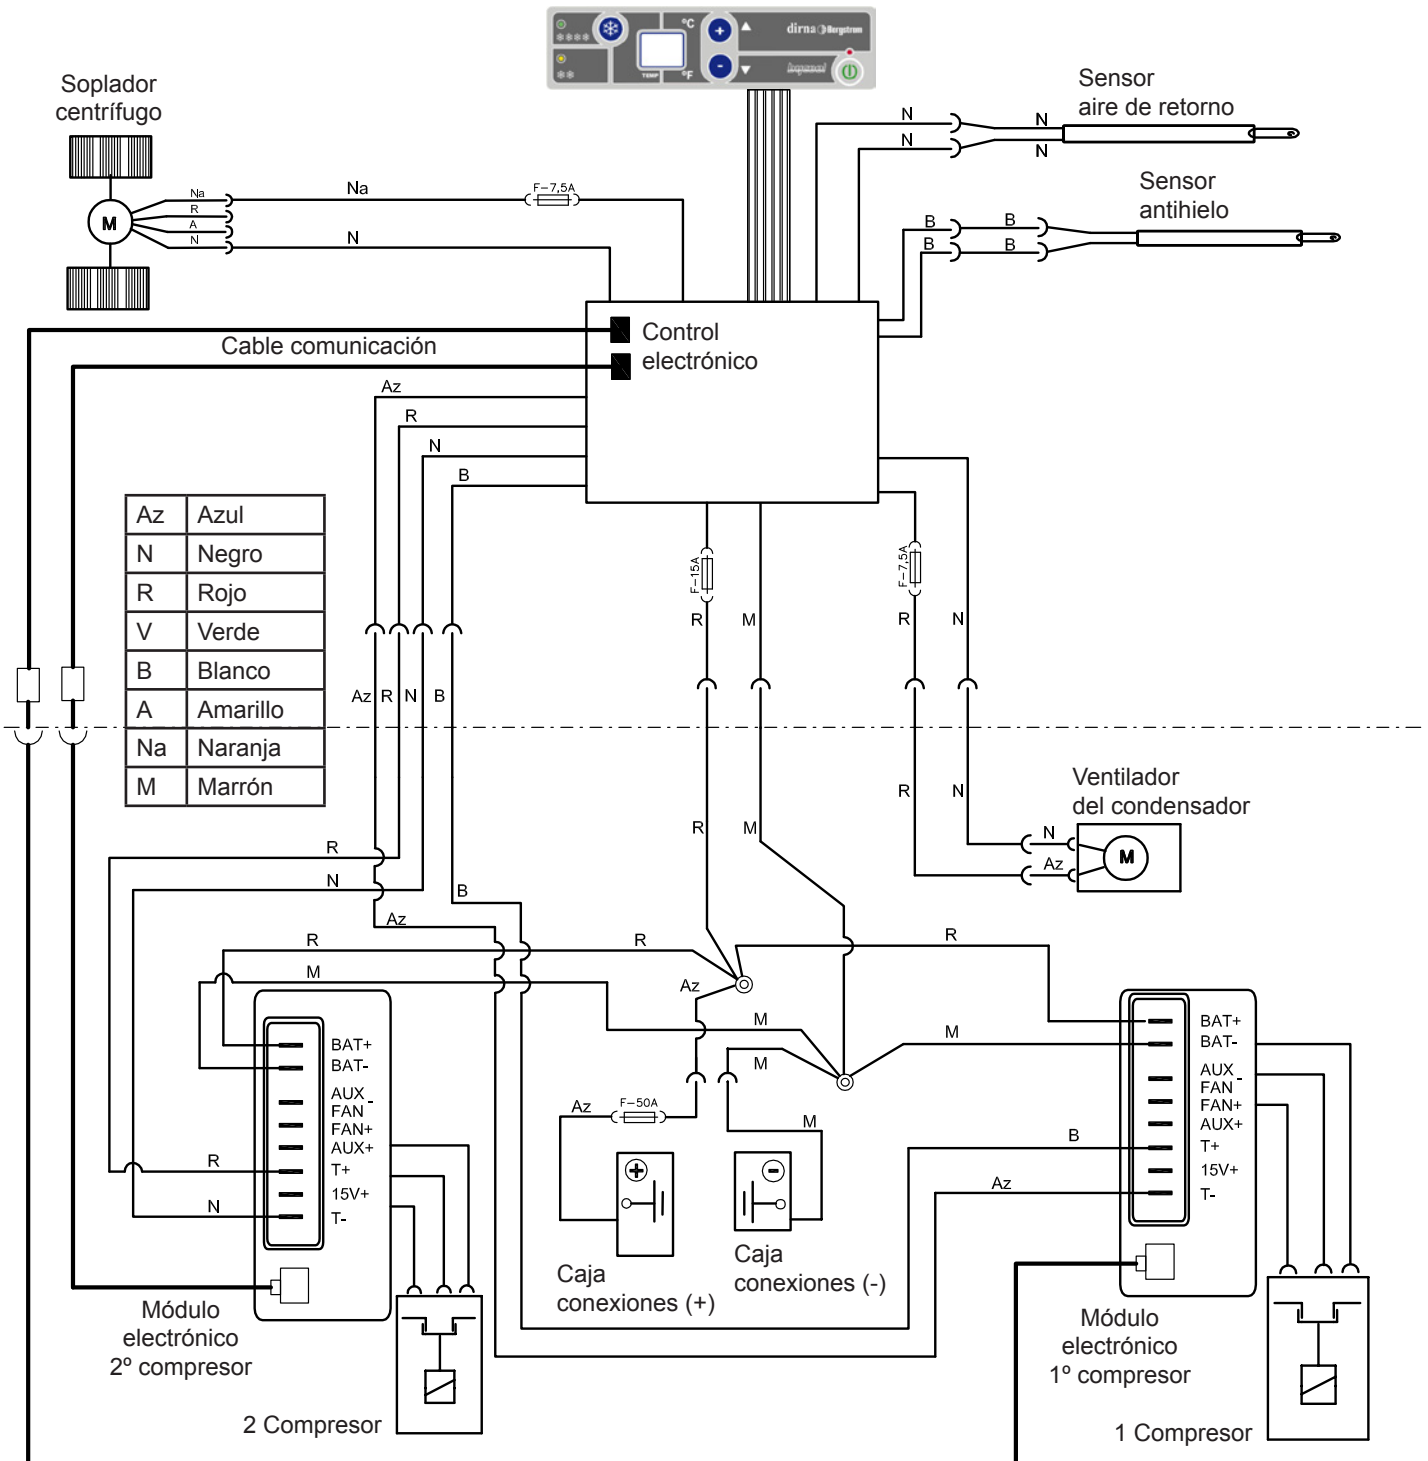 °C
+
dirna Bergstrom
TEMP
°F
-
Soplador
centrífugo
Sensor
aire de retorno
N
N
N
N
Sensor
antihielo
B
B
B
B
Na
R
A
N
M
Na
F-7,5A
N
Control
electrónico
Cable comunicación
Az
R
N
B
Az Azul
N Negro
R Rojo
V Verde
B Blanco
A Amarillo
Na Naranja
M Marrón
F-15A
F-7,5A
R
M
R
N
Az
R
N
B
R
M
R
N
Ventilador
del condensador
N
Az
M
R
N
B
Az
R
R
R
M
Az
M
M
M
F-50A
Az
M
B
Az
R
N
BAT+
BAT-
AUX
FAN -
FAN+
AUX+
T+
15V+
T-
BAT+
BAT-
AUX
FAN -
FAN+
AUX+
T+
15V+
T-
+
-
Caja
conexiones (+)
Caja
conexiones (-)
Módulo
electrónico
2º compresor
2 Compresor
Módulo
electrónico
1º compresor
1 Compresor